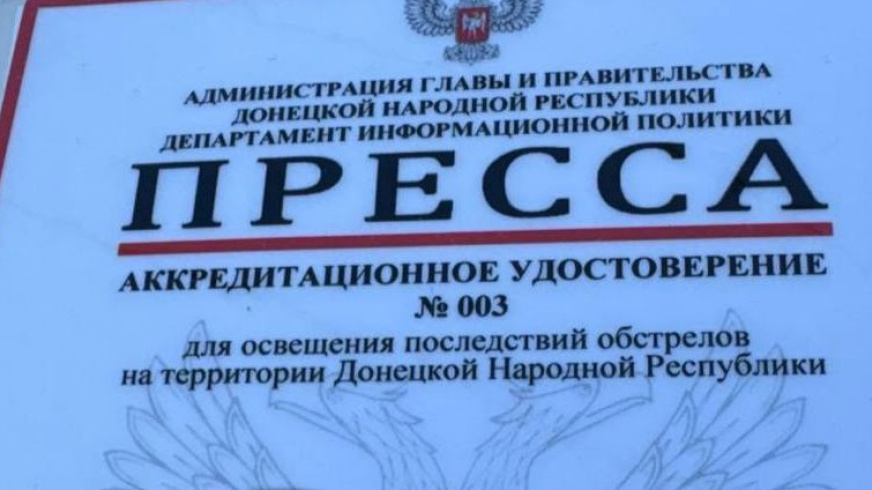 АДМИНИСТРАЦИЯ ГЛАВЫ И ПРАВИТЕЛЬСТВА
ДОНЕЦКОЙ НАРОДНОЙ РЕСПУБЛИКИ
ДЕПАРТАМЕНТ ИНФОРМАЦИОННОЙ ПОЛИТИКИ
ПРЕССА
АККРЕДИТАЦИОННОЕ УДОСТОВЕРЕНИЕ
№ 003
для освещения последствий обстрелов
на территории Донецкой Народной Республики